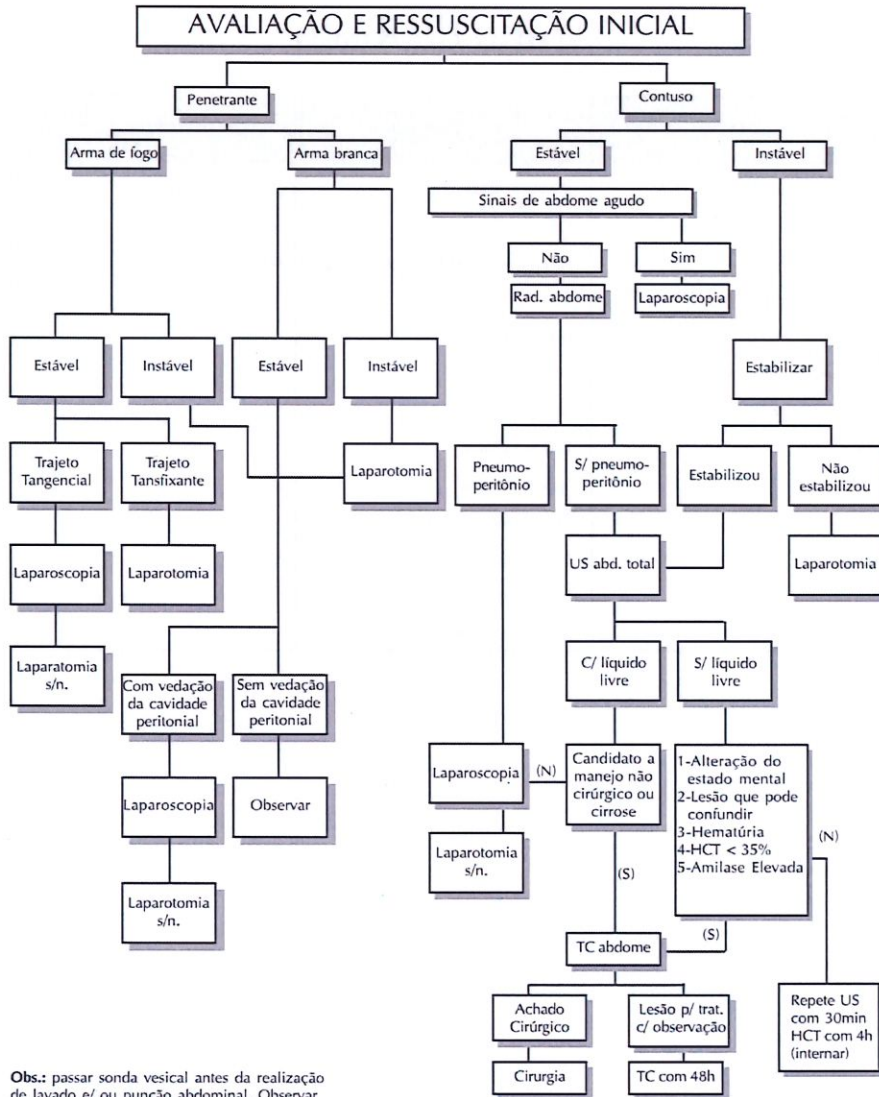 AVALIAÇÃO E RESSUSCITAÇÃO INICIAL
Penetrante
Contuso
Arma de fogo
Arma branca
Estável
Instável
Sinais de abdome agudo
Não
Sim
Rad. abdome
Laparoscopia
Estável
Instável
Estável
Instável
Estabilizar
Trajeto
Tangencial
Trajeto
Tansfixante
Laparotomia
Pneumo-
peritônio
S/ pneumo-
peritônio
Estabilizou
Não
estabilizou
Laparoscopia
Laparotomia
US abd. total
Laparotomia
Laparatomia
s/n.
Com vedação
da cavidade
peritonial
Sem vedação
da cavidade
peritonial
C/ líquido
livre
S/ líquido
livre
Laparoscopia
Observar
Laparoscopia
(N)
Candidato a
manejo não
cirúrgico ou
cirrose
1-Alteração do
estado mental
2-Lesão que pode
confundir
3-Hematúria
4-HCT < 35%
5-Amilase Elevada
(N)
Laparotomia
s/n.
Laparotomia
s/n.
(S)
(S)
TC abdome
Achado
Cirúrgico
Lesão p/ trat.
c/ observação
Repete US
com 30min
HCT com 4h
(internar)
Cirurgia
TC com 48h
Obs.: passar sonda vesical antes da realização
de lavado e/ ou punção abdominal. Observar